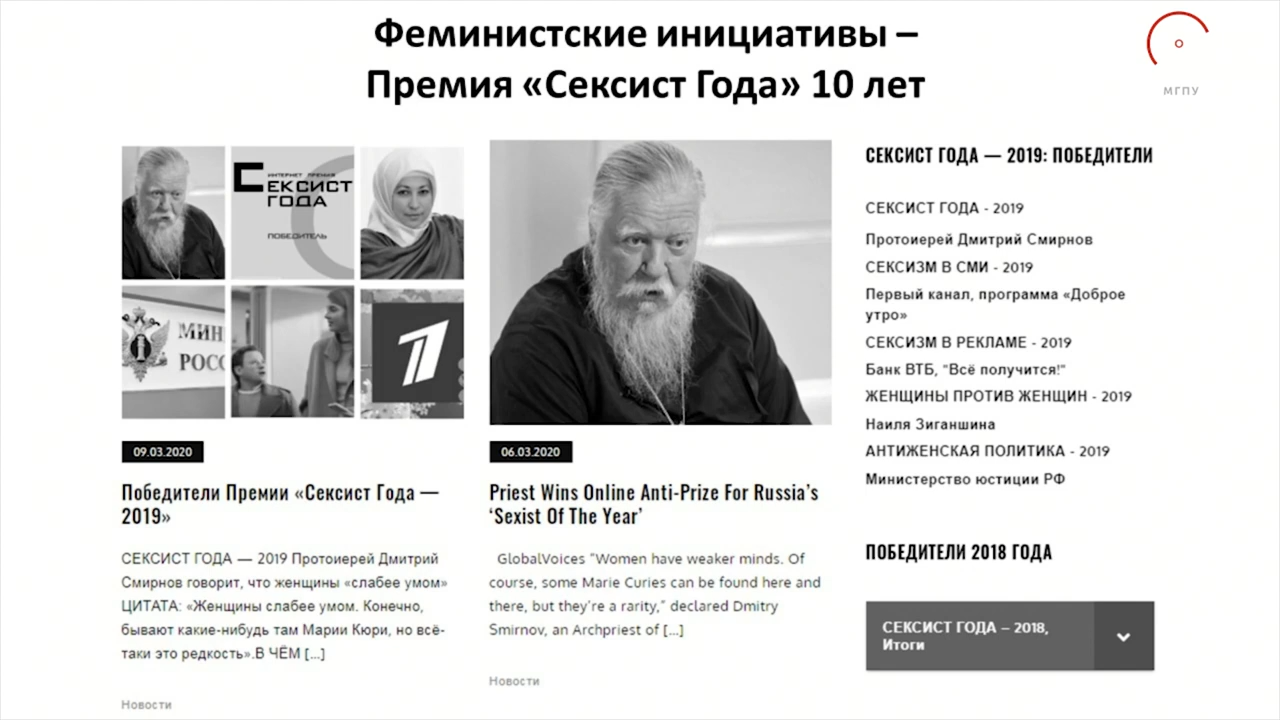 Феминистские инициативы –
Премия «Сексист Года» 10 лет
МГПУ
ИНТЕРНЕТ ПРЕМИЯ
СЕКСИСТ
ГОДА
ПОБЕДИТЕЛЬ
МИН
РОСС
09.03.2020
Победители Премии «Сексист Года —
2019»
СЕКСИСТ ГОДА — 2019 Протоиерей Дмитрий
Смирнов говорит, что женщины «слабее умом»
ЦИТАТА: «Женщины слабее умом. Конечно,
бывают какие-нибудь там Марии Кюри, но всё-
таки это редкость».В ЧЁМ [...]
Новости
06.03.2020
Priest Wins Online Anti-Prize For Russia’s
‘Sexist Of The Year’
GlobalVoices “Women have weaker minds. Of
course, some Marie Curies can be found here and
there, but they’re a rarity,” declared Dmitry
Smirnov, an Archpriest of [...]
Новости
СЕКСИСТ ГОДА — 2019: ПОБЕДИТЕЛИ
СЕКСИСТ ГОДА - 2019
Протоиерей Дмитрий Смирнов
СЕКСИЗМ В СМИ - 2019
Первый канал, программа «Доброе
утро»
СЕКСИЗМ В РЕКЛАМЕ - 2019
Банк ВТБ, "Всё получится!"
ЖЕНЩИНЫ ПРОТИВ ЖЕНЩИН - 2019
Наиля Зиганшина
АНТИЖЕНСКАЯ ПОЛИТИКА - 2019
Министерство юстиции РФ
ПОБЕДИТЕЛИ 2018 ГОДА
СЕКСИСТ ГОДА – 2018,
Итоги